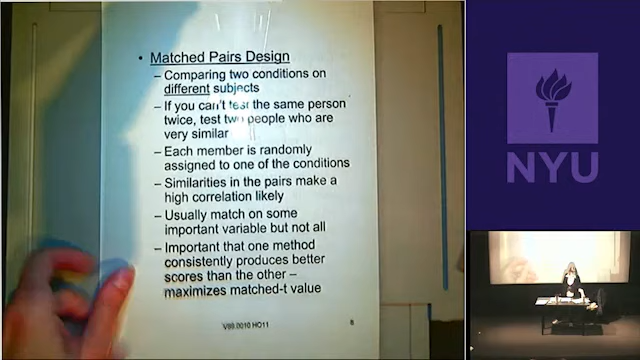 • Matched Pairs Design
– Comparing two conditions on
different subjects
– If you can't test the same person
twice, test two people who are
very similar
– Each member is randomly
assigned to one of the conditions
– Similarities in the pairs make a
high correlation likely
– Usually match on some
important variable but not all
– Important that one method
consistently produces better
scores than the other –
maximizes matched-t value
V89.0010 HO11
8
NYU